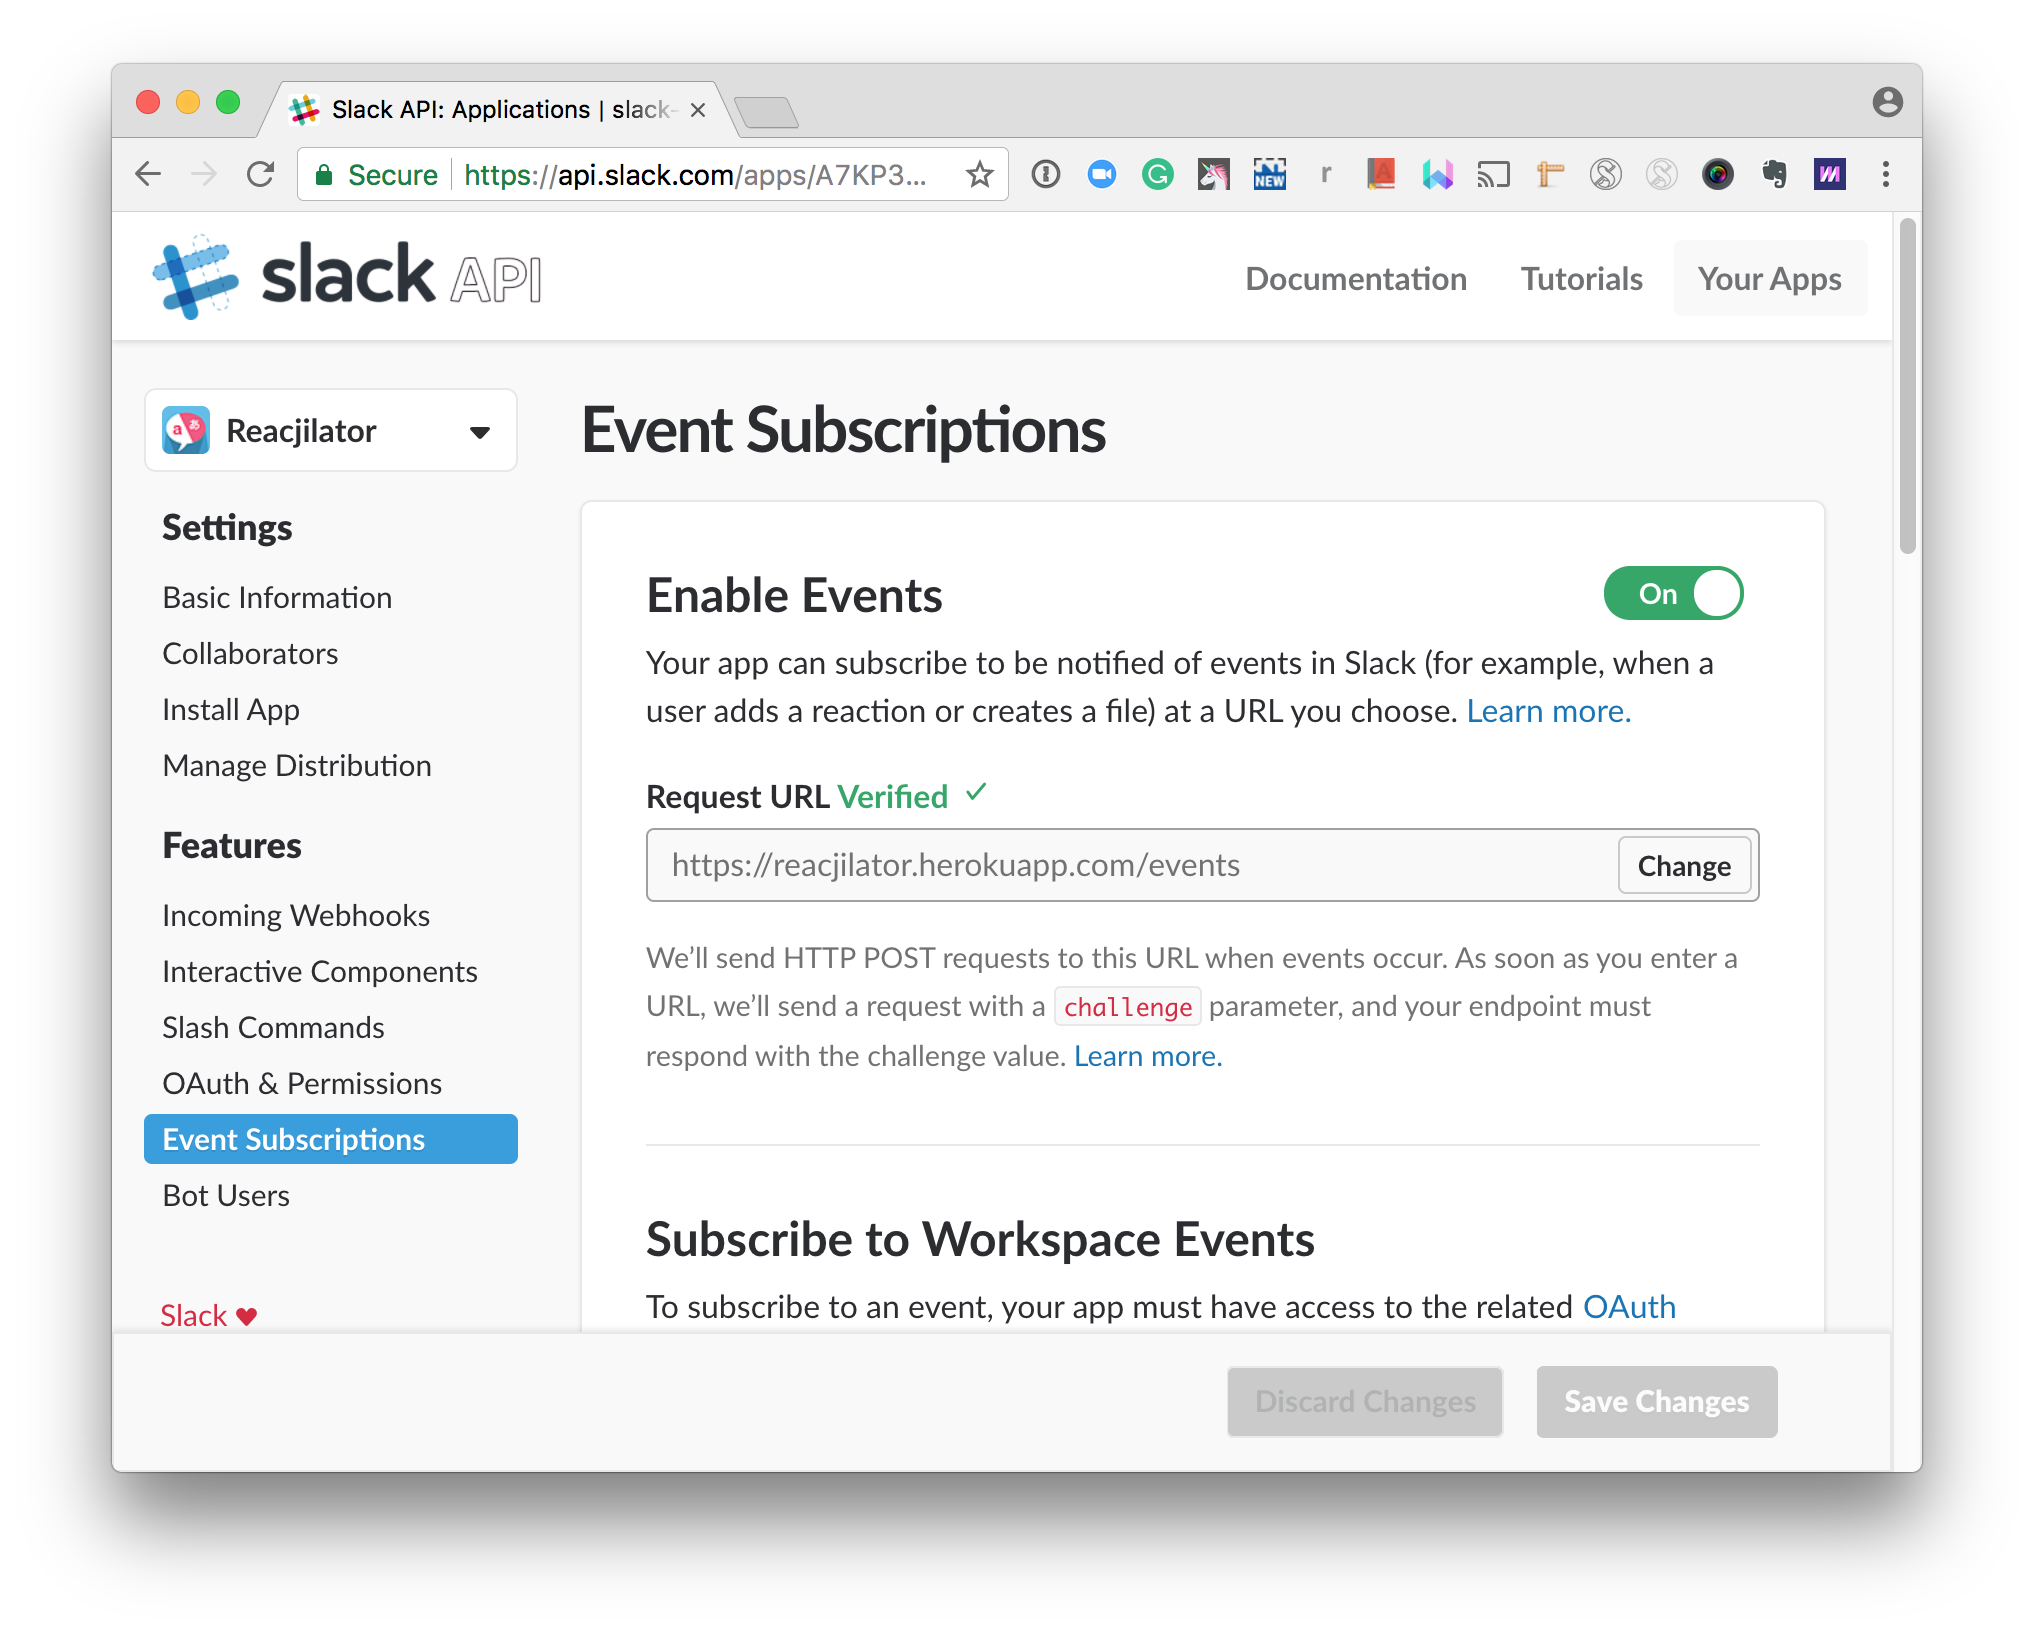 Slack API: Applications | slack-
Secure https://api.slack.com/apps/A7KP3...
NEW
slack API
Documentation Tutorials Your Apps
Reacjilator
Event Subscriptions
Settings
Basic Information
Collaborators
Install App
Manage Distribution
Features
Incoming Webhooks
Interactive Components
Slash Commands
OAuth & Permissions
Event Subscriptions
Bot Users
Slack ♥
Enable Events
On
Your app can subscribe to be notified of events in Slack (for example, when a
user adds a reaction or creates a file) at a URL you choose. Learn more.
Request URL Verified ✓
https://reacjilator.herokuapp.com/events
Change
We’ll send HTTP POST requests to this URL when events occur. As soon as you enter a
URL, we’ll send a request with a challenge parameter, and your endpoint must
respond with the challenge value. Learn more.
Subscribe to Workspace Events
To subscribe to an event, your app must have access to the related OAuth
Discard Changes Save Changes